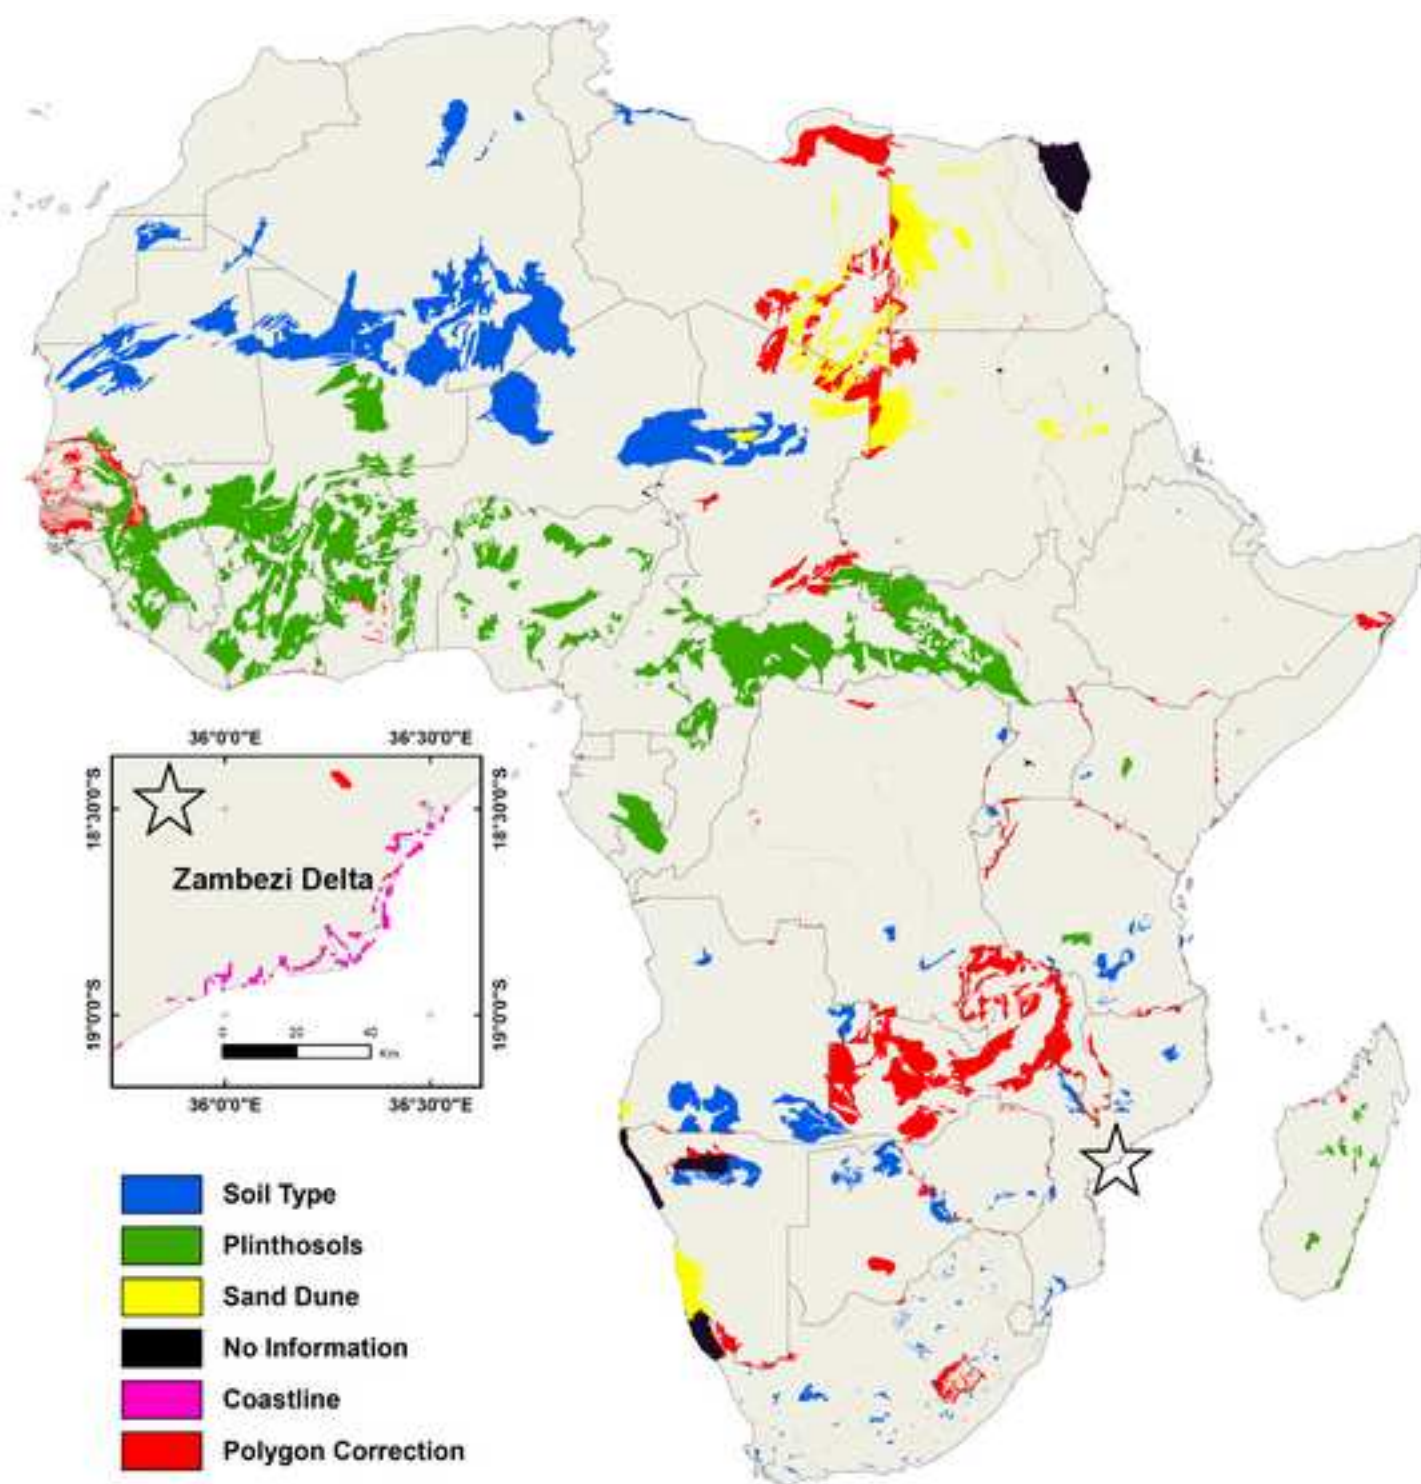 36°0'0"E 36°30'0"E
18°30'0"S 18°30'0"S
Zambezi Delta
19°0'0"S 19°0'0"S
0 20 40
Km
36°0'0"E 36°30'0"E
Soil Type
Plinthosols
Sand Dune
No Information
Coastline
Polygon Correction